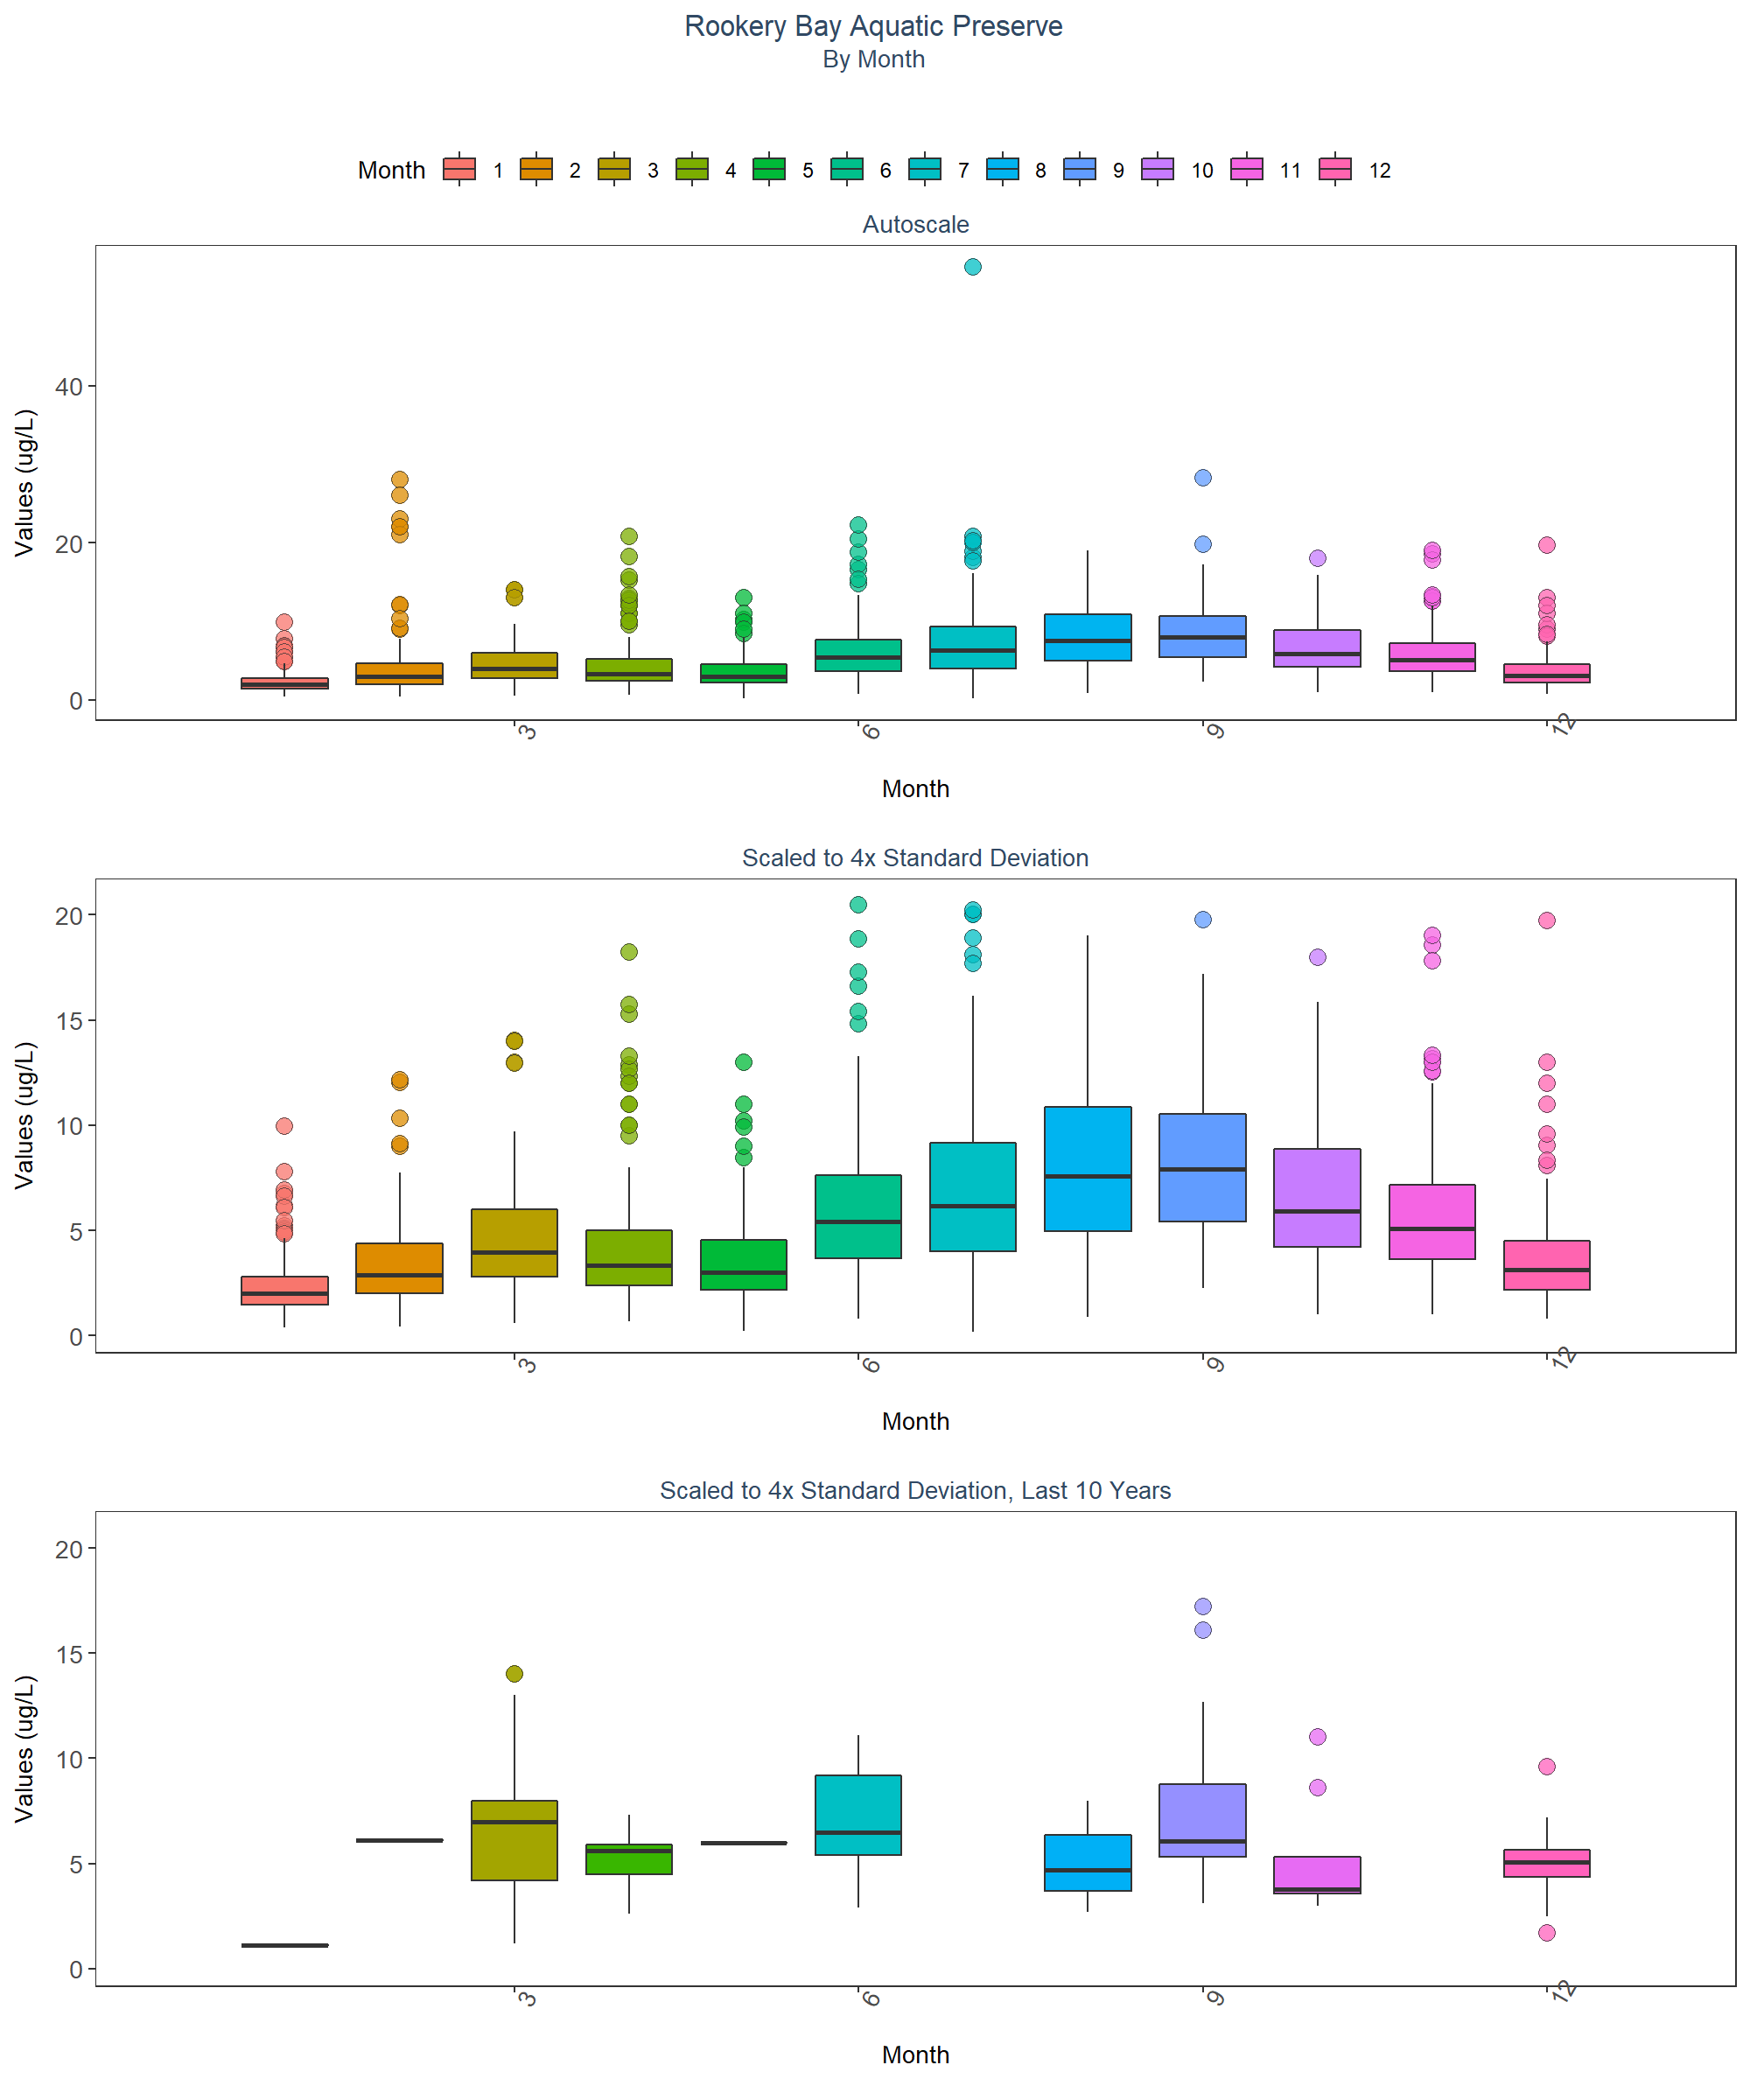 Rookery Bay Aquatic Preserve
By Month
Month 1 2 3 4 5 6 7 8 9 10 11 12
Autoscale
Values (ug/L)
40
20
0
3 6 9 12
Month
Scaled to 4x Standard Deviation
Values (ug/L)
20
15
10
5
0
3 6 9 12
Month
Scaled to 4x Standard Deviation, Last 10 Years
Values (ug/L)
20
15
10
5
0
3 6 9 12
Month